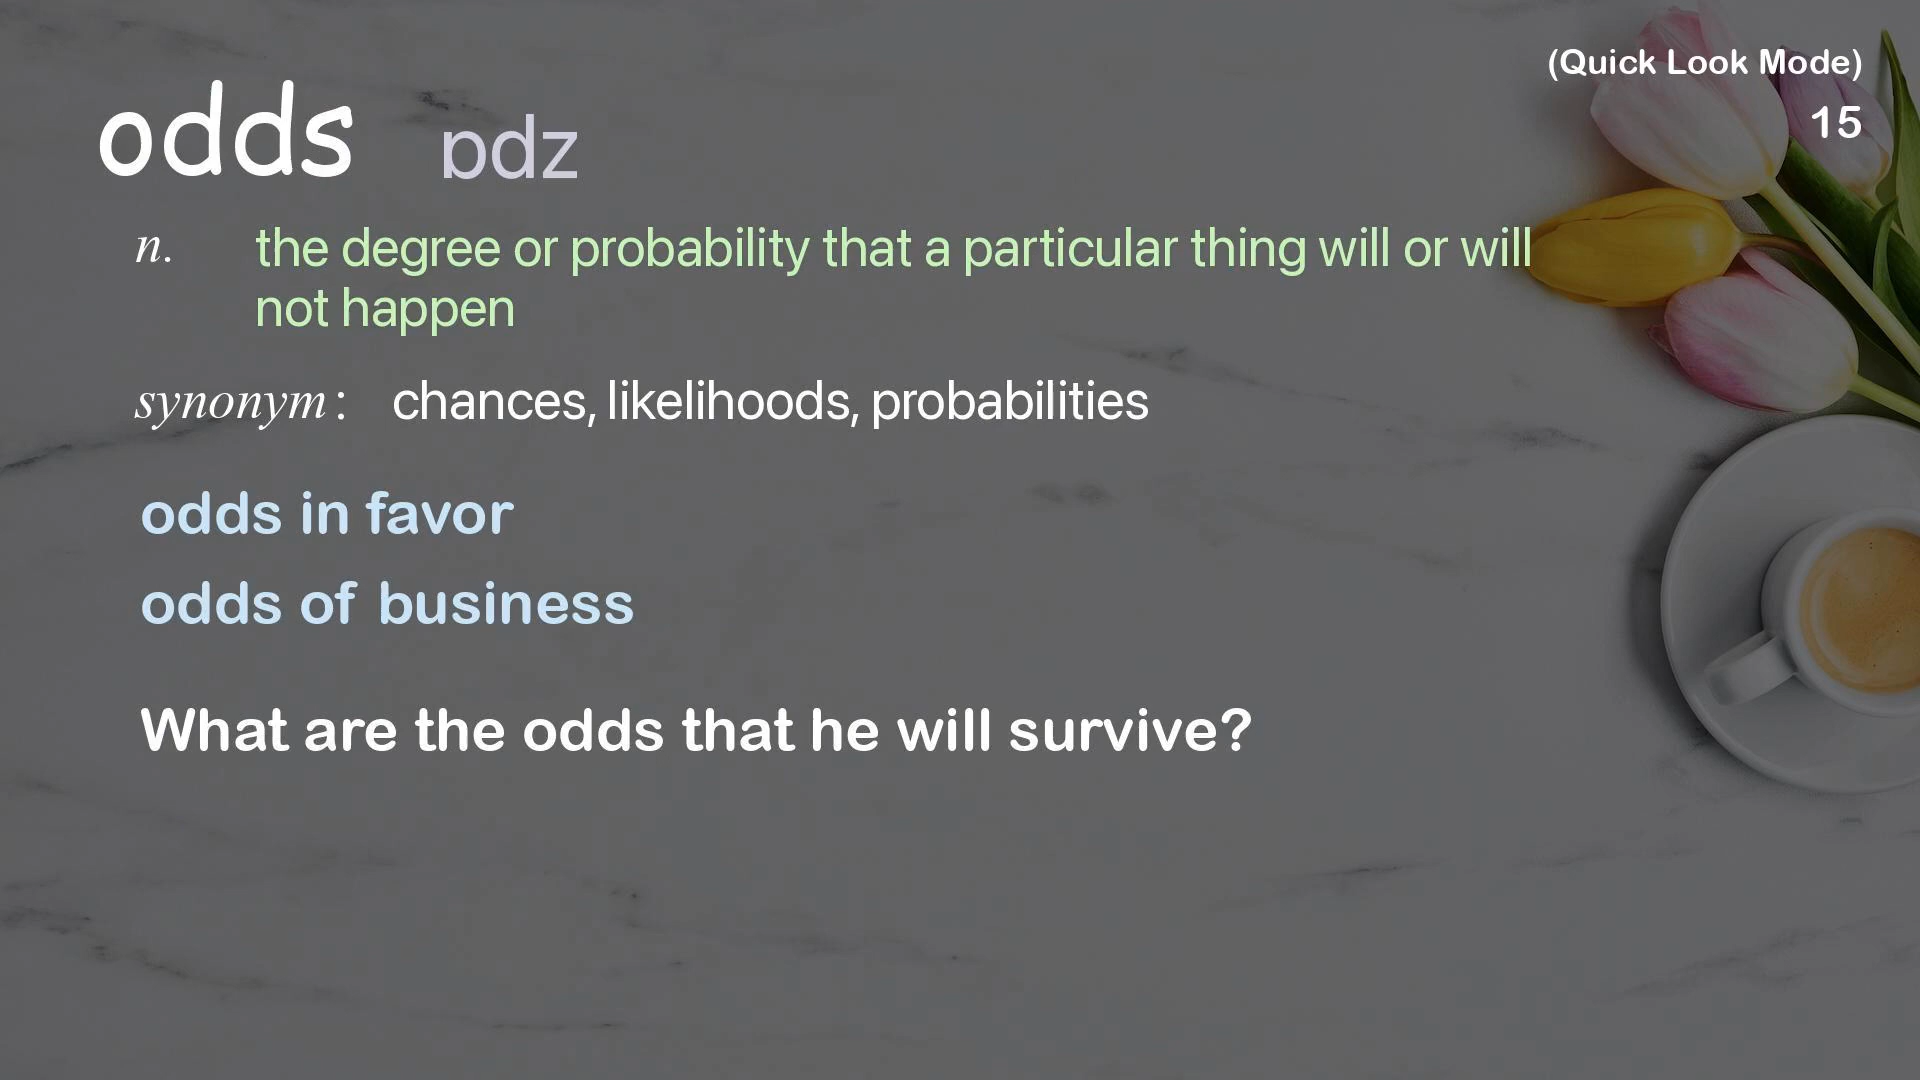 (Quick Look Mode)
15
odds ɒdz
n. the degree or probability that a particular thing will or will
not happen
synonym : chances, likelihoods, probabilities
odds in favor
odds of business
What are the odds that he will survive?